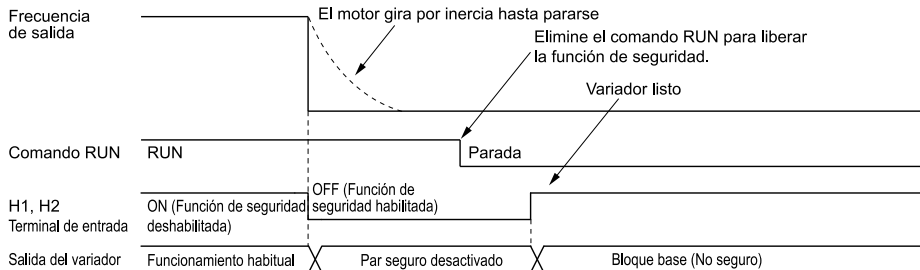 Frecuencia
de salida
El motor gira por inercia hasta pararse
Elimine el comando RUN para liberar
la función de seguridad.
Variador listo
Comando RUN
RUN
Parada
H1, H2
Terminal de entrada
ON (Función de seguridad
deshabilitada)
OFF (Función de
seguridad habilitada)
Salida del variador
Funcionamiento habitual
Par seguro desactivado
Bloque base (No seguro)